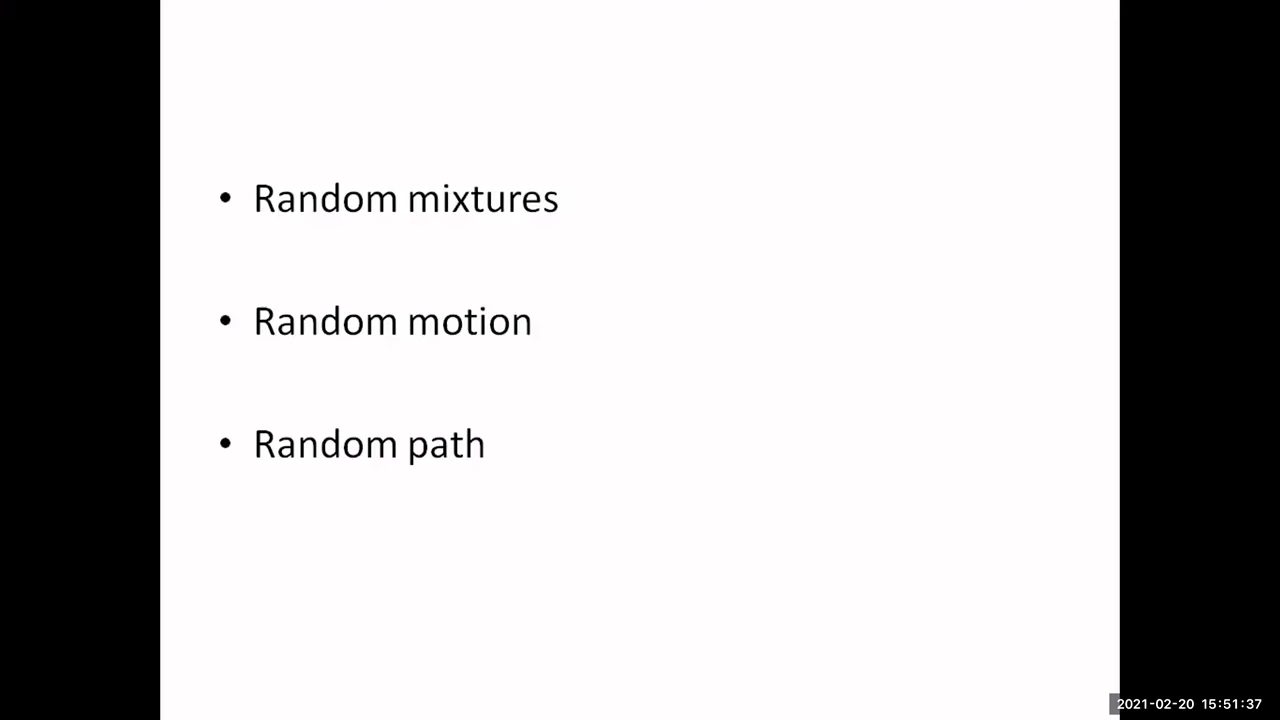 • Random mixtures
• Random motion
• Random path
2021-02-20 15:51:37